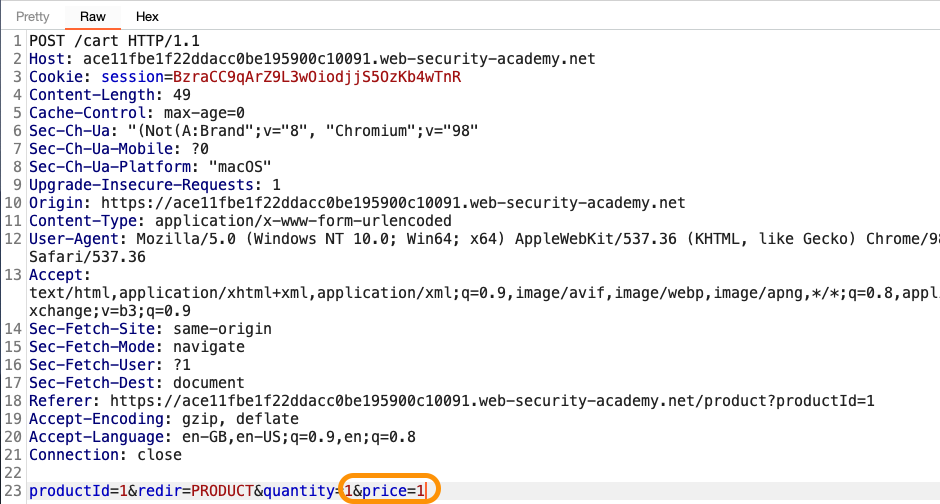 Pretty Raw Hex
1 POST /cart HTTP/1.1
2 Host: ace11fbe1f22ddacc0be195900c10091.web-security-academy.net
3 Cookie: session=BzraCC9qArZ9L3wOiodjjS5OzKb4wTnR
4 Content-Length: 49
5 Cache-Control: max-age=0
6 Sec-Ch-Ua: "(Not(A:Brand";v="8", "Chromium";v="98"
7 Sec-Ch-Ua-Mobile: ?0
8 Sec-Ch-Ua-Platform: "macOS"
9 Upgrade-Insecure-Requests: 1
10 Origin: https://ace11fbe1f22ddacc0be195900c10091.web-security-academy.net
11 Content-Type: application/x-www-form-urlencoded
12 User-Agent: Mozilla/5.0 (Windows NT 10.0; Win64; x64) AppleWebKit/537.36 (KHTML, like Gecko) Chrome/98
Safari/537.36
13 Accept:
text/html,application/xhtml+xml,application/xml;q=0.9,image/avif,image/webp,image/apng,*/*;q=0.8,appl
xchange;v=b3;q=0.9
14 Sec-Fetch-Site: same-origin
15 Sec-Fetch-Mode: navigate
16 Sec-Fetch-User: ?1
17 Sec-Fetch-Dest: document
18 Referer: https://ace11fbe1f22ddacc0be195900c10091.web-security-academy.net/product?productId=1
19 Accept-Encoding: gzip, deflate
20 Accept-Language: en-GB,en-US;q=0.9,en;q=0.8
21 Connection: close
22
23 productId=1&redir=PRODUCT&quantity=1&price=1